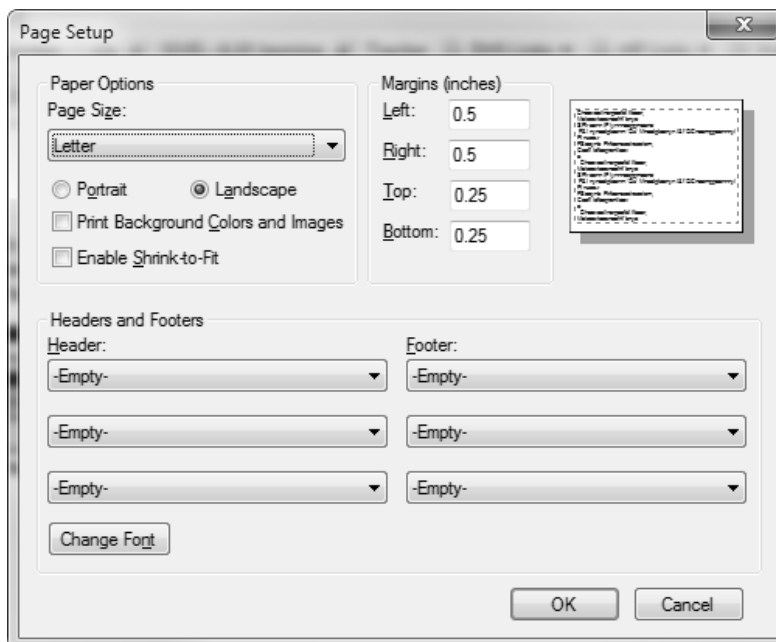 Page Setup
X
Paper Options
Page Size:
Letter
Portrait Landscape
Print Background Colors and Images
Enable Shrink-to-Fit
Margins (inches)
Left: 0.5
Right: 0.5
Top: 0.25
Bottom: 0.25
Headers and Footers
Header: Footer:
-Empty- -Empty-
-Empty- -Empty-
-Empty- -Empty-
Change Font
OK Cancel